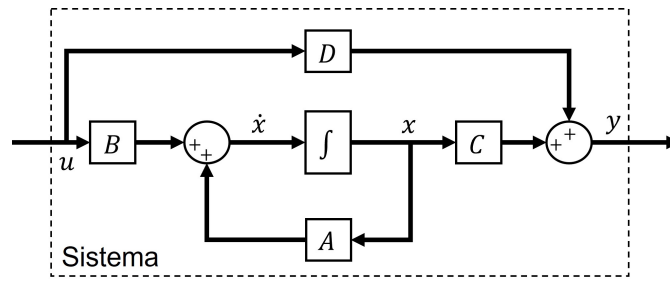 D
+
u
B
+
+
ẋ
∫
x
C
+
y
A
Sistema